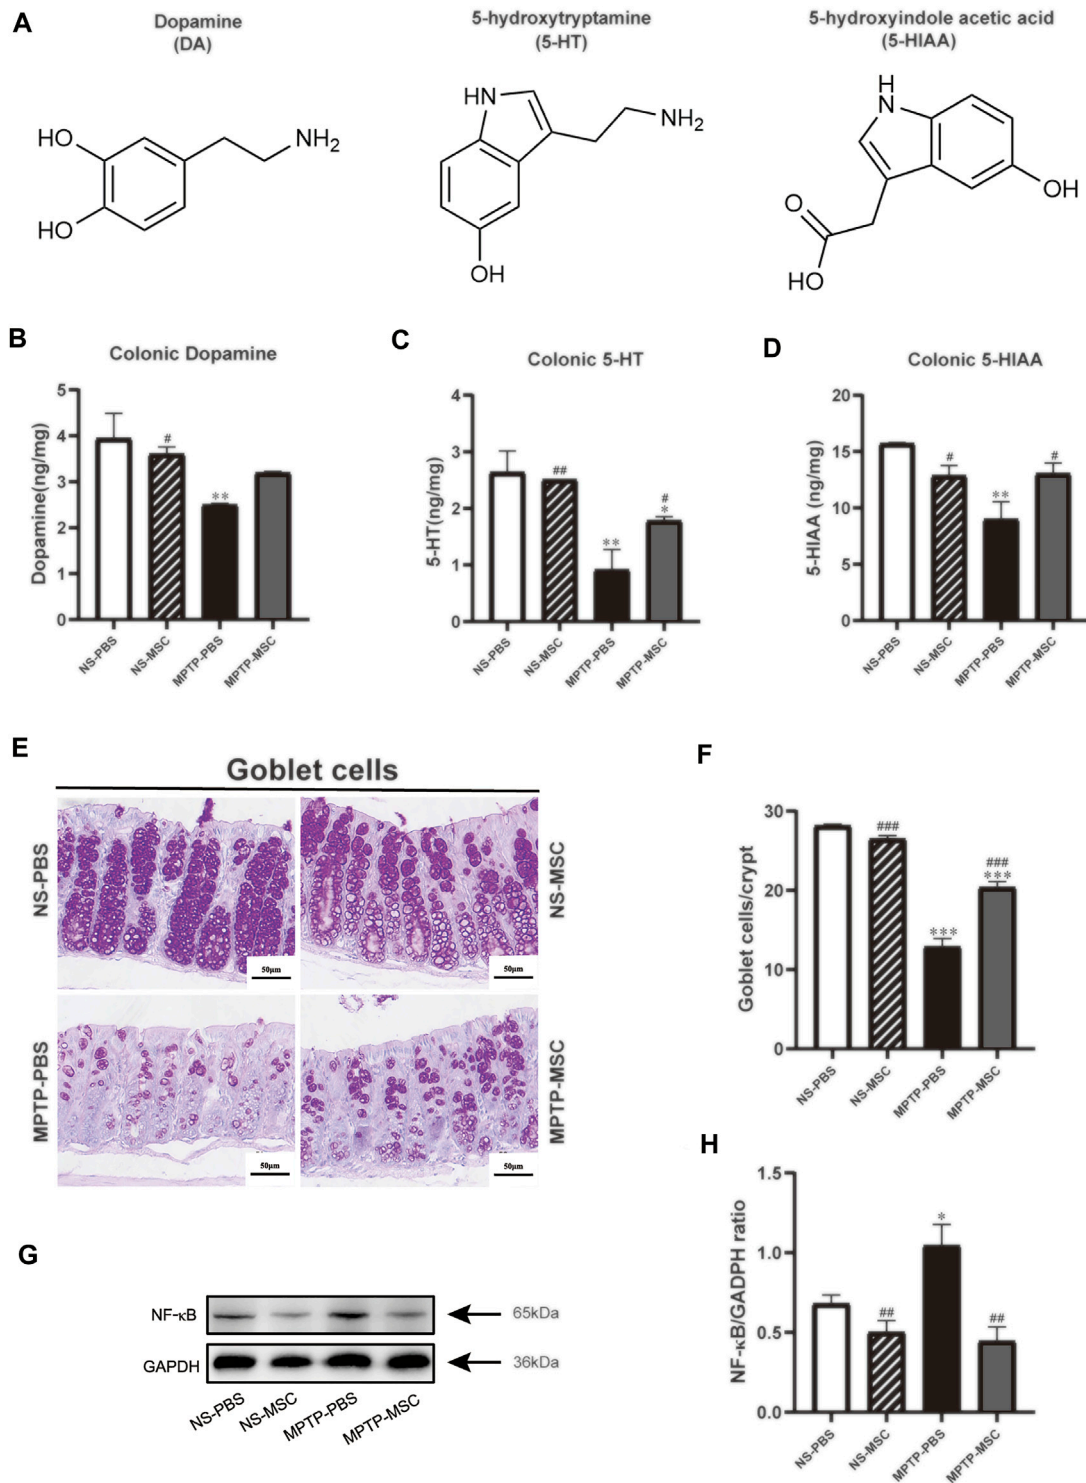 A
Dopamine
(DA)
5-hydroxytryptamine
(5-HT)
5-hydroxyindole acetic acid
(5-HIAA)
HO
HO
NH2
HN
NH2
OH
H
N
O
HO
OH
B
Colonic Dopamine
Dopamine(ng/mg)
5
4
3
2
1
0
#
**
NS-PBS
NS-MSC
MPTP-PBS
MPTP-MSC
C
Colonic 5-HT
5-HT(ng/mg)
4
3
2
1
0
##
**
#
*
NS-PBS
NS-MSC
MPTP-PBS
MPTP-MSC
D
Colonic 5-HIAA
5-HIAA (ng/mg)
20
15
10
5
0
#
**
#
NS-PBS
NS-MSC
MPTP-PBS
MPTP-MSC
E
Goblet cells
NS-PBS
50μm
NS-MSC
50μm
MPTP-PBS
50μm
MPTP-MSC
50μm
F
Goblet cells/crypt
30
20
10
0
###
***
###
***
NS-PBS
NS-MSC
MPTP-PBS
MPTP-MSC
G
NF-κB
65kDa
GAPDH
36kDa
NS-PBS
NS-MSC
MPTP-PBS
MPTP-MSC
H
NF-κB/GADPH ratio
1.5
1.0
0.5
0.0
##
*
##
NS-PBS
NS-MSC
MPTP-PBS
MPTP-MSC